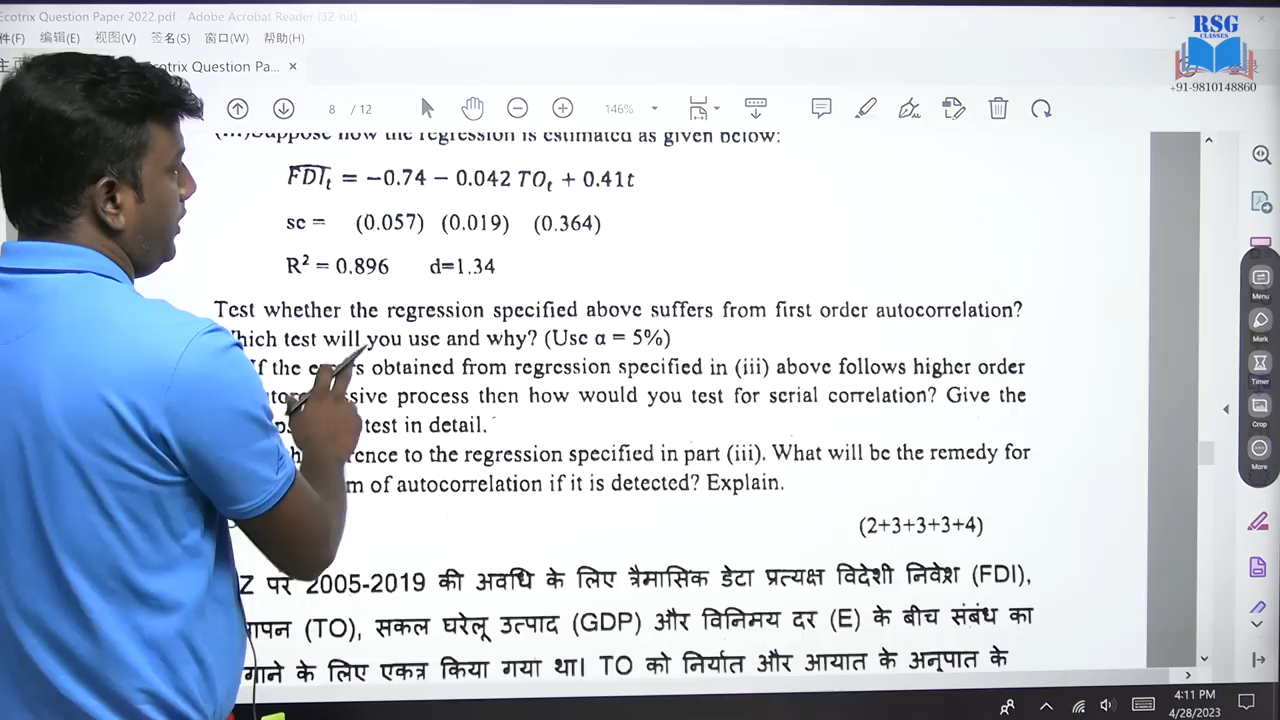 Ecotrix Question Paper 2022.pdf - Adobe Acrobat Reader (32-bit)
件(F) 编辑(E) 视图(V) 签名(S) 窗口(W) 帮助(H)
RSG
CLASSES
+91-9810148860
主 Ecotrix Question Pa... ×
8 / 12 146%
(iii)Suppose now the regression is estimated as given below:
FDIₜ = −0.74 − 0.042 TOₜ + 0.41t
se = (0.057) (0.019) (0.364)
R² = 0.896 d=1.34
Test whether the regression specified above suffers from first order autocorrelation?
hich test will you use and why? (Use α = 5%)
If the errors obtained from regression specified in (iii) above follows higher order
ssive process then how would you test for serial correlation? Give the
test in detail.
rence to the regression specified in part (iii). What will be the remedy for
m of autocorrelation if it is detected? Explain.
(2+3+3+3+4)
Z पर 2005-2019 की अवधि के लिए त्रैमासिक डेटा प्रत्यक्ष विदेशी निवेश (FDI),
ापन (TO), सकल घरेलू उत्पाद (GDP) और विनिमय दर (E) के बीच संबंध का
गाने के लिए एकत्र किया गया था। TO को निर्यात और आयात के अनुपात के
Menu
Mark
Timer
Crop
More
4:11 PM
4/28/2023